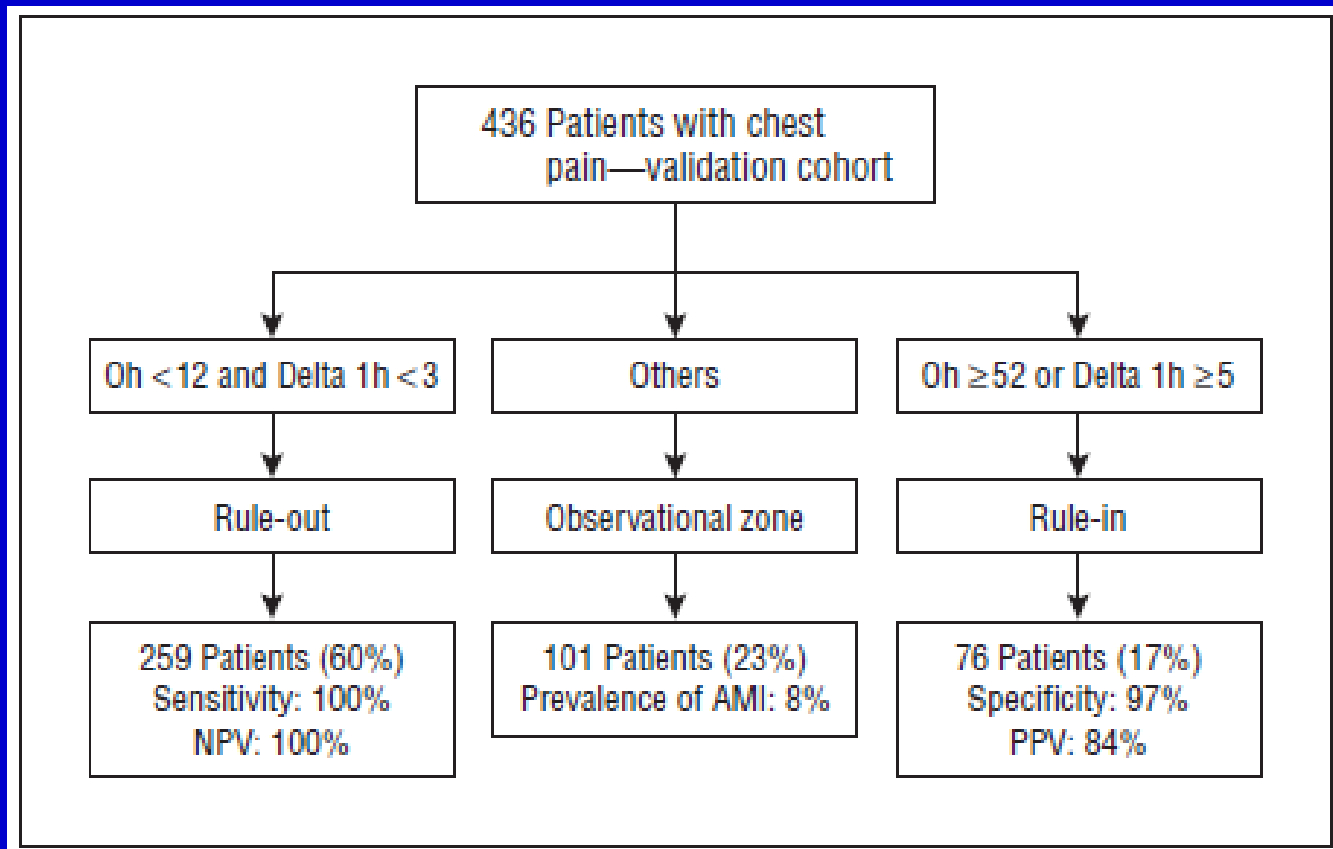 436 Patients with chest
pain—validation cohort
Oh <12 and Delta 1h <3
Others
Oh ≥52 or Delta 1h ≥5
Rule-out
Observational zone
Rule-in
259 Patients (60%)
Sensitivity: 100%
NPV: 100%
101 Patients (23%)
Prevalence of AMI: 8%
76 Patients (17%)
Specificity: 97%
PPV: 84%